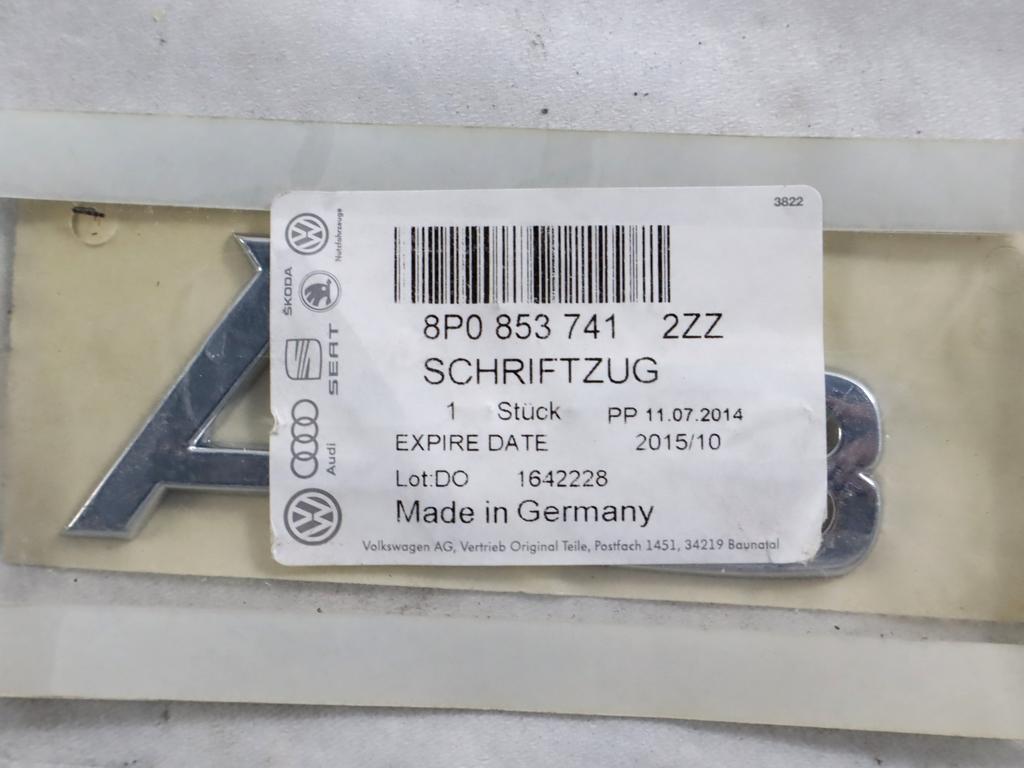 3822
Nutzfahrzeuge
ŠKODA
SEAT
Audi
8P0 853 741 2ZZ
SCHRIFTZUG
1 Stück PP 11.07.2014
EXPIRE DATE 2015/10
Lot:DO 1642228
Made in Germany
Volkswagen AG, Vertrieb Original Teile, Postfach 1451, 34219 Baunatal
A